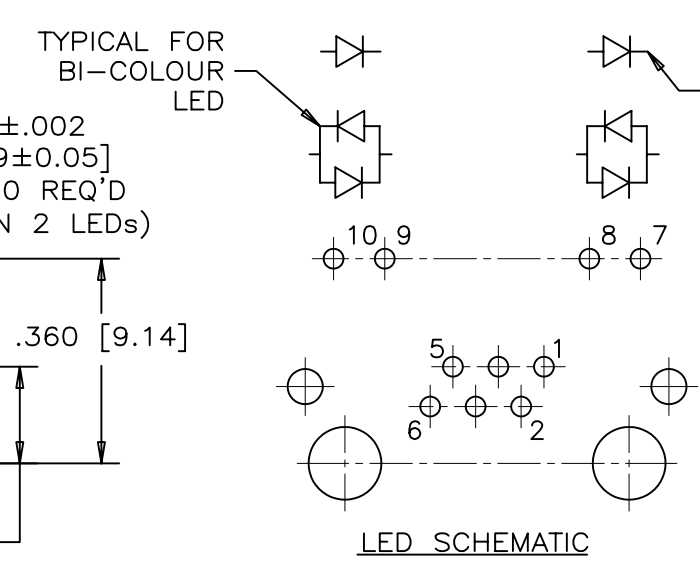 TYPICAL FOR
BI-COLOUR
LED
±.002
9±0.05]
0 REQ'D
N 2 LEDs)
10 9
8 7
.360 [9.14]
5 1
6 2
LED SCHEMATIC